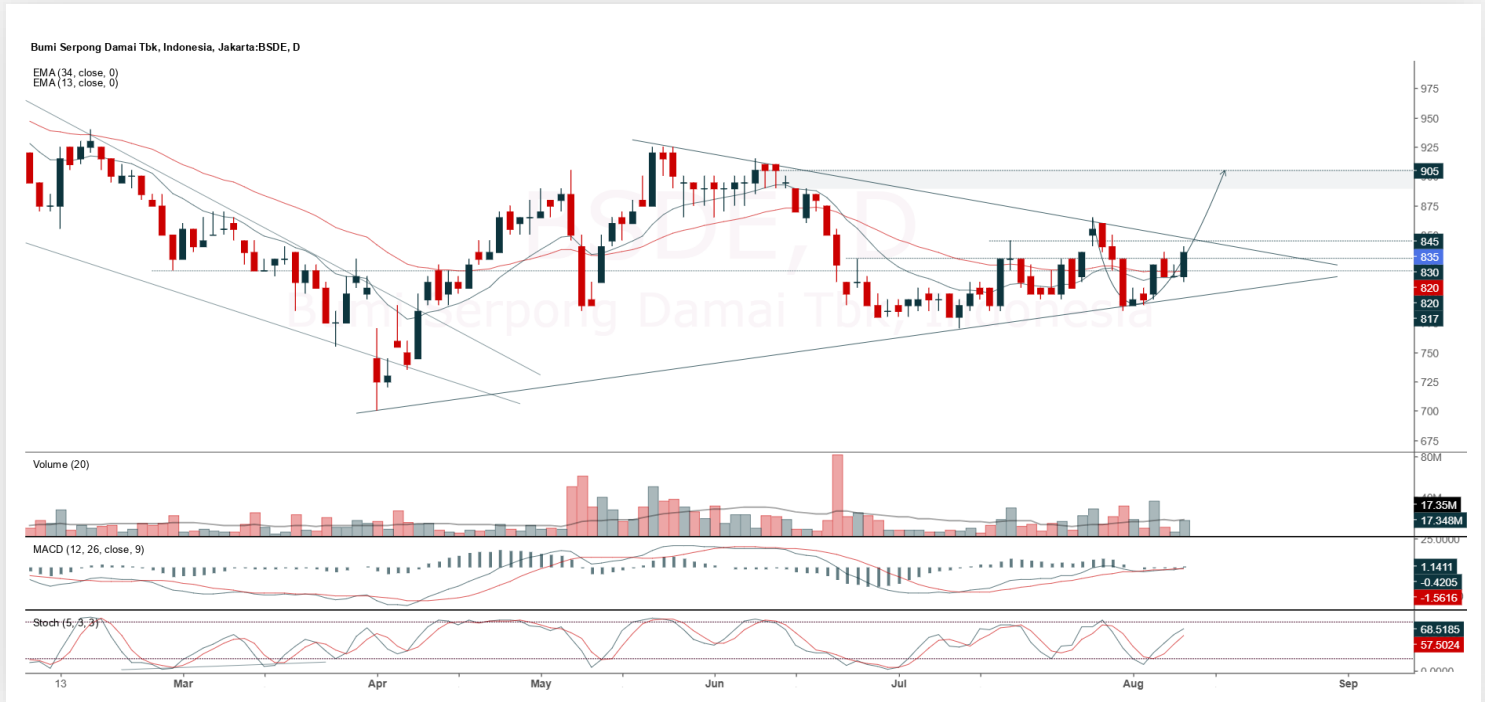 Bumi Serpong Damai Tbk, Indonesia, Jakarta:BSDE, D
EMA (34, close, 0)
EMA (13, close, 0)
BSDE, D
Bumi Serpong Damai Tbk, Indonesia
975
950
925
905
875
845
835
830
820
820
817
750
725
700
675
Volume (20)
80M
17.35M
17.348M
MACD (12, 26, close, 9)
25.0000
1.1411
-0.4205
-1.5616
Stoch (5, 3, 3)
68.5185
57.5024
0.0000
13 Mar Apr May Jun Jul Aug Sep